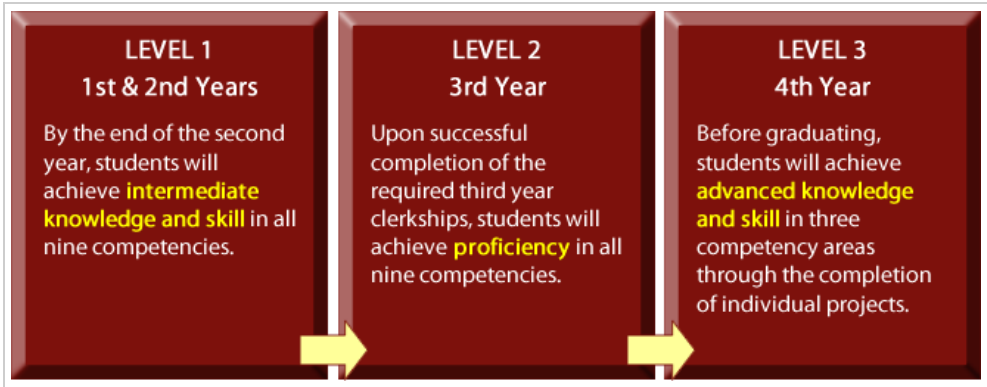 LEVEL 1
1st & 2nd Years
By the end of the second
year, students will
achieve intermediate
knowledge and skill in all
nine competencies.
LEVEL 2
3rd Year
Upon successful
completion of the
required third year
clerkships, students will
achieve proficiency in all
nine competencies.
LEVEL 3
4th Year
Before graduating,
students will achieve
advanced knowledge
and skill in three
competency areas
through the completion
of individual projects.